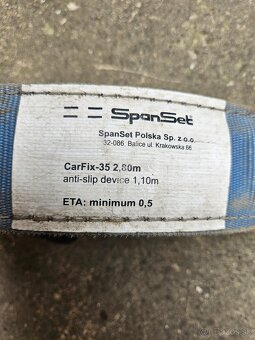 SpanSet
SpanSet Polska Sp. z o.o.
32-086, Balice ul. Krakowska 86
CarFix-35 2,80m
anti-slip device 1,10m
ETA: minimum 0,5